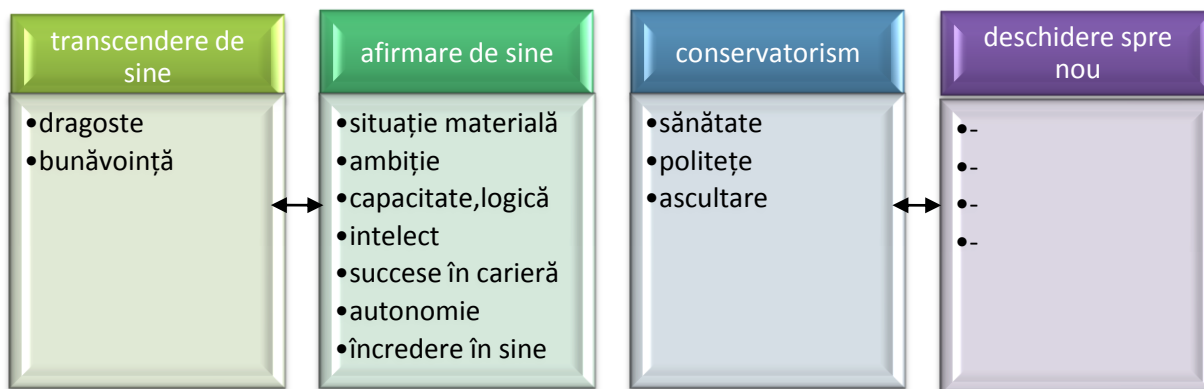 transcendere de
sine
•dragoste
•bunăvoință
afirmare de sine
•situație materială
•ambiție
•capacitate,logică
•intelect
•succese în carieră
•autonomie
•încredere în sine
conservatorism
•sănătate
•politețe
•ascultare
deschidere spre
nou
•-
•-
•-
•-